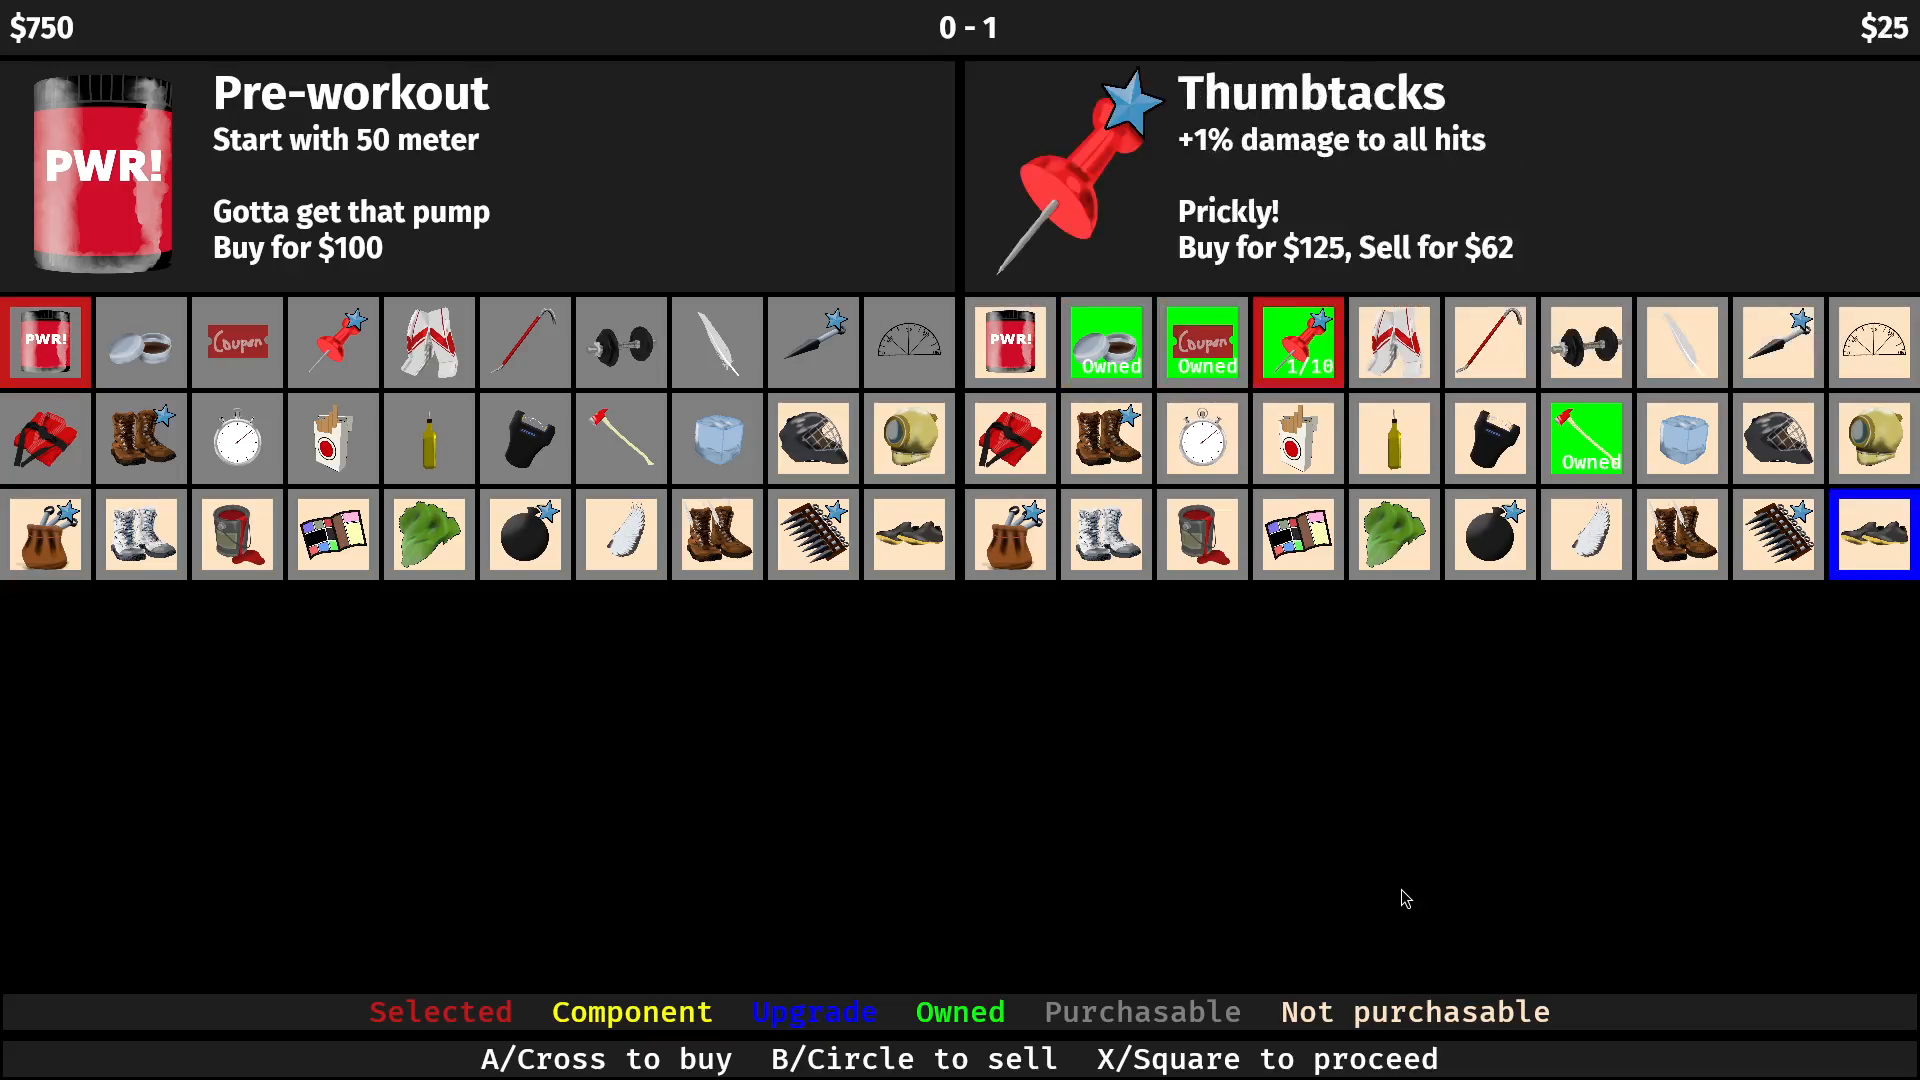 $750
0 - 1
$25
PWR!
Pre-workout
Start with 50 meter
Gotta get that pump
Buy for $100
Thumbtacks
+1% damage to all hits
Prickly!
Buy for $125, Sell for $62
PWR!
Coupon
PWR!
Owned
Coupon
Owned
1/10
Owned
Selected Component Upgrade Owned Purchasable Not purchasable
A/Cross to buy B/Circle to sell X/Square to proceed